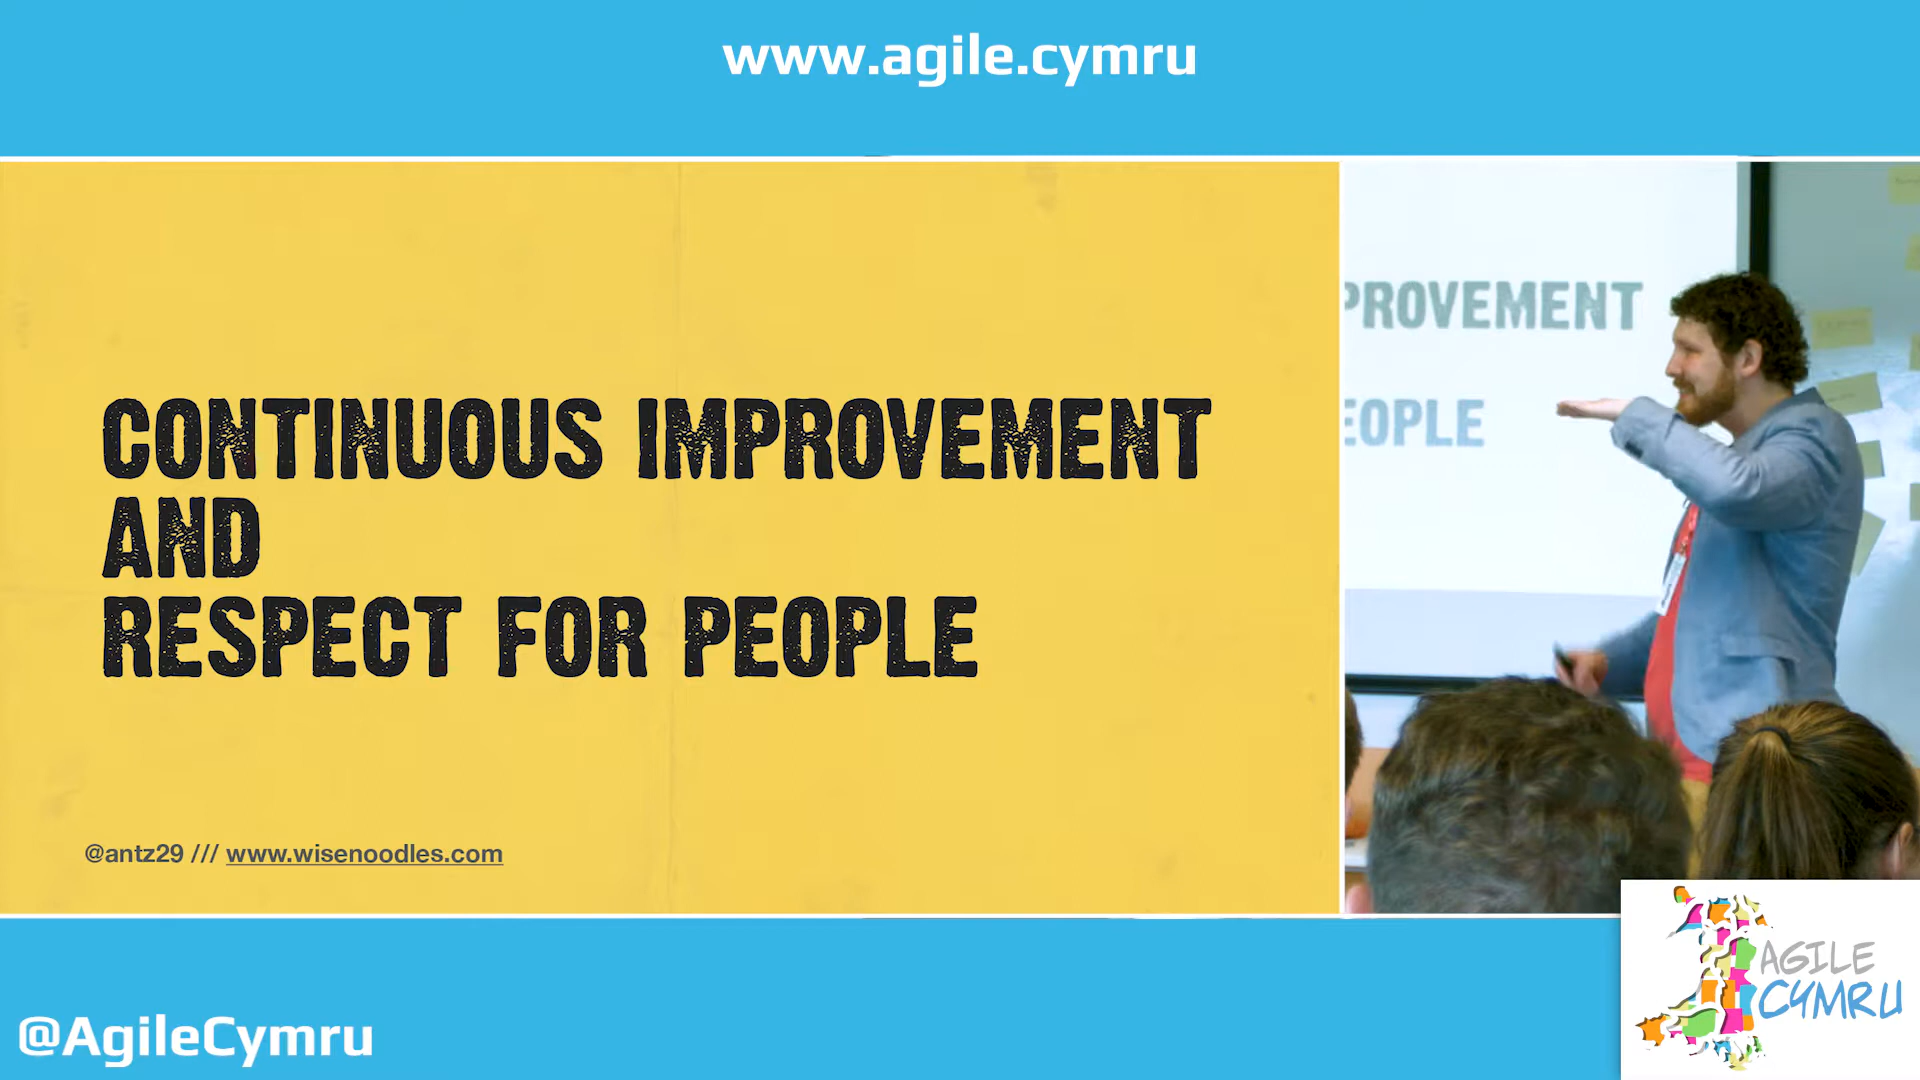 www.agile.cymru
CONTINUOUS IMPROVEMENT
AND
RESPECT FOR PEOPLE
@antz29 /// www.wisenoodles.com
PROVEMENT
EOPLE
@AgileCymru
AGILE
CYMRU